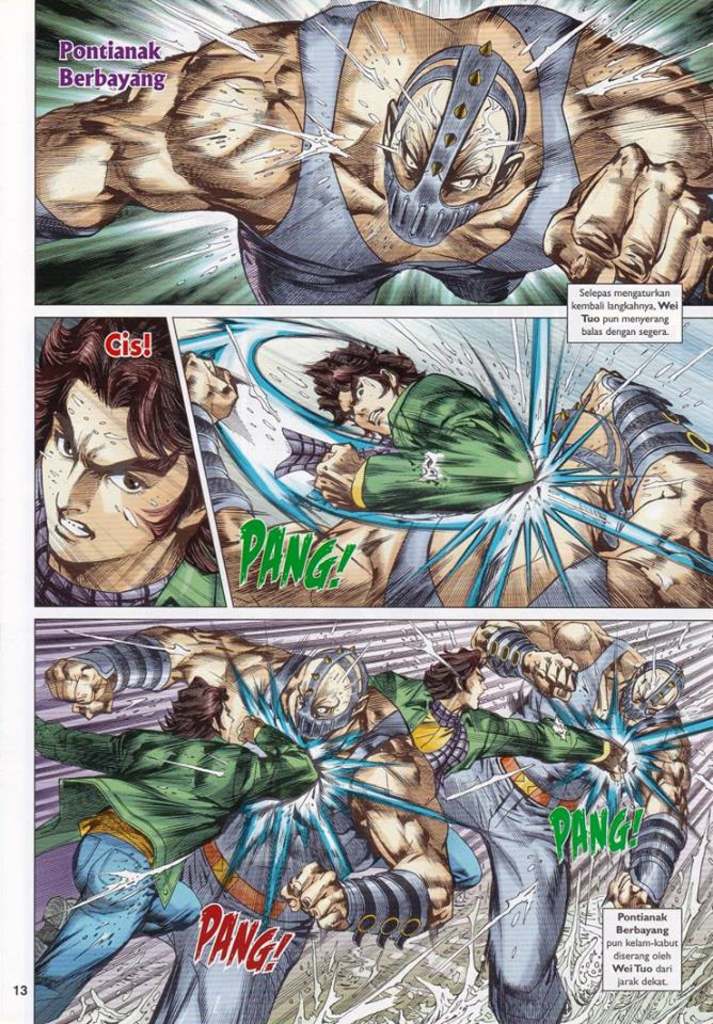 Pontianak
Berbayang
Selepas mengaturkan
kembali langkahnya, Wei
Tuo pun menyerang
balas dengan segera.
Cis!
PANG!
PANG!
PANG!
Pontianak
Berbayang
pun kelam-kabut
diserang oleh
Wei Tuo dari
jarak dekat.
13